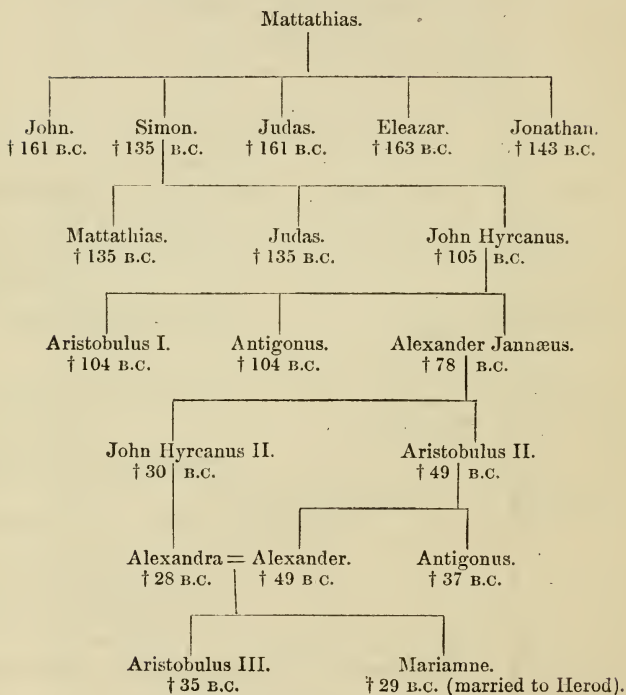 Mattathias.
John. Simon. Judas. Eleazar. Jonathan.
† 161 B.C. † 135 B.C. † 161 B.C. † 163 B.C. † 143 B.C.
Mattathias. Judas. John Hyrcanus.
† 135 B.C. † 135 B.C. † 105 B.C.
Aristobulus I. Antigonus. Alexander Jannæus.
† 104 B.C. † 104 B.C. † 78 B.C.
John Hyrcanus II. Aristobulus II.
† 30 B.C. † 49 B.C.
Alexandra = Alexander. Antigonus.
† 28 B.C. † 49 B C. † 37 B.C.
Aristobulus III. Mariamne.
† 35 B.C. † 29 B.C. (married to Herod).